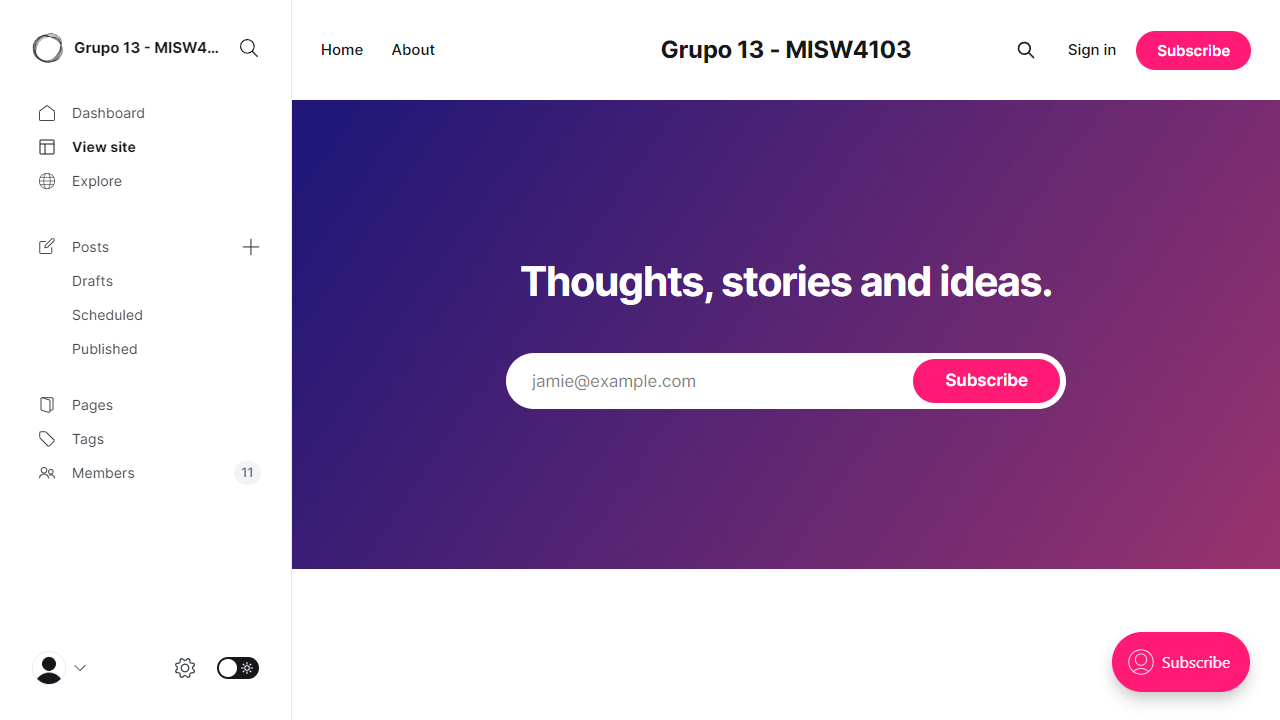 Grupo 13 - MISW4...
Dashboard
View site
Explore
Posts
Drafts
Scheduled
Published
Pages
Tags
Members 11
Home About Grupo 13 - MISW4103 Sign in Subscribe
Thoughts, stories and ideas.
jamie@example.com Subscribe
Subscribe